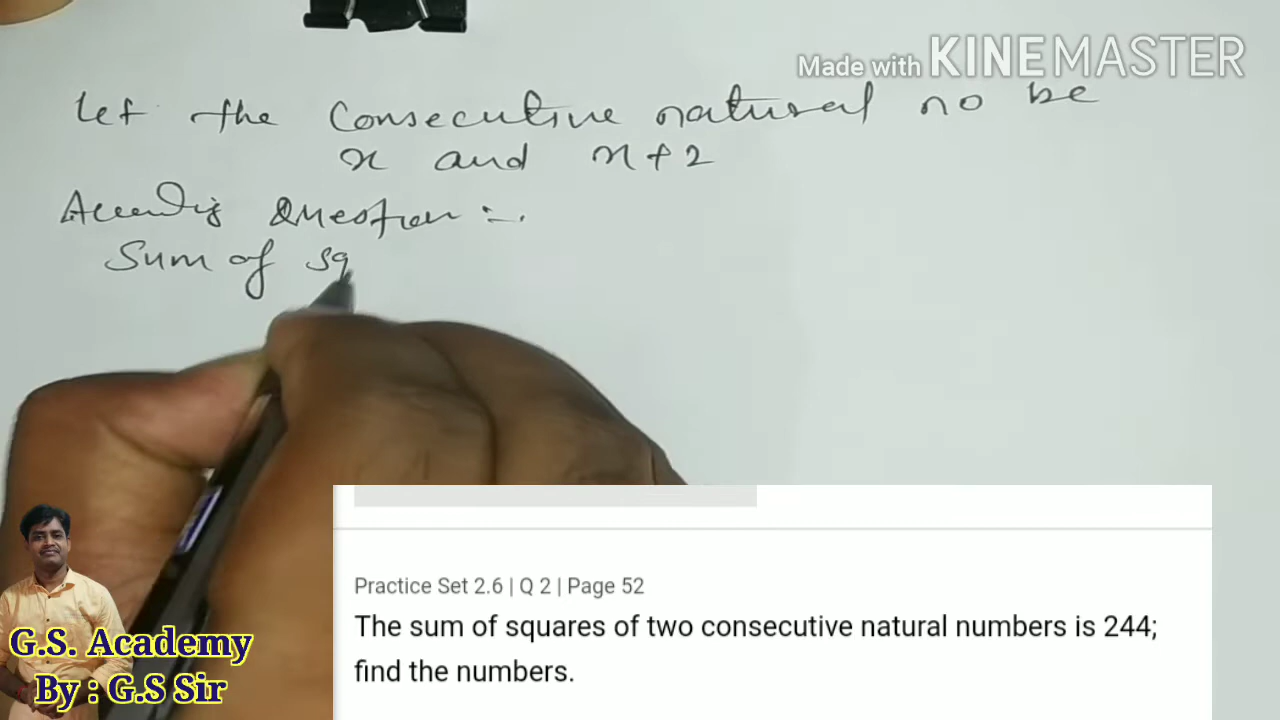 Made with KINEMASTER
Let the Consecutive natural no be
x and x+2
According Question :-
Sum of sq
Practice Set 2.6 | Q 2 | Page 52
The sum of squares of two consecutive natural numbers is 244;
find the numbers.
G.S. Academy
By : G.S Sir